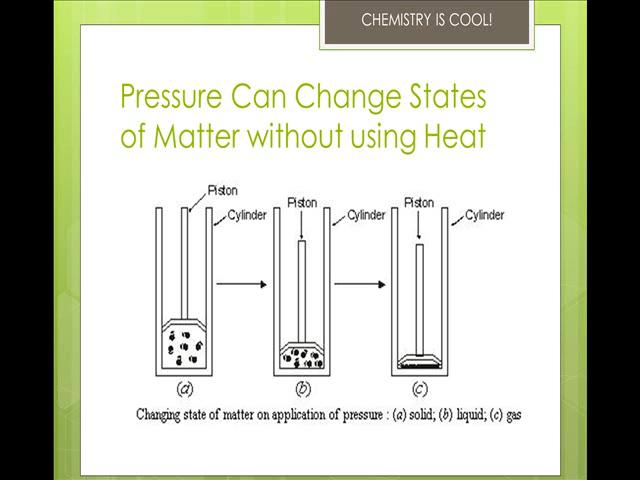 CHEMISTRY IS COOL!
Pressure Can Change States
of Matter without using Heat
Piston
Cylinder
Piston
Cylinder
Piston
Cylinder
(a)
(b)
(c)
Changing state of matter on application of pressure : (a) solid; (b) liquid; (c) gas